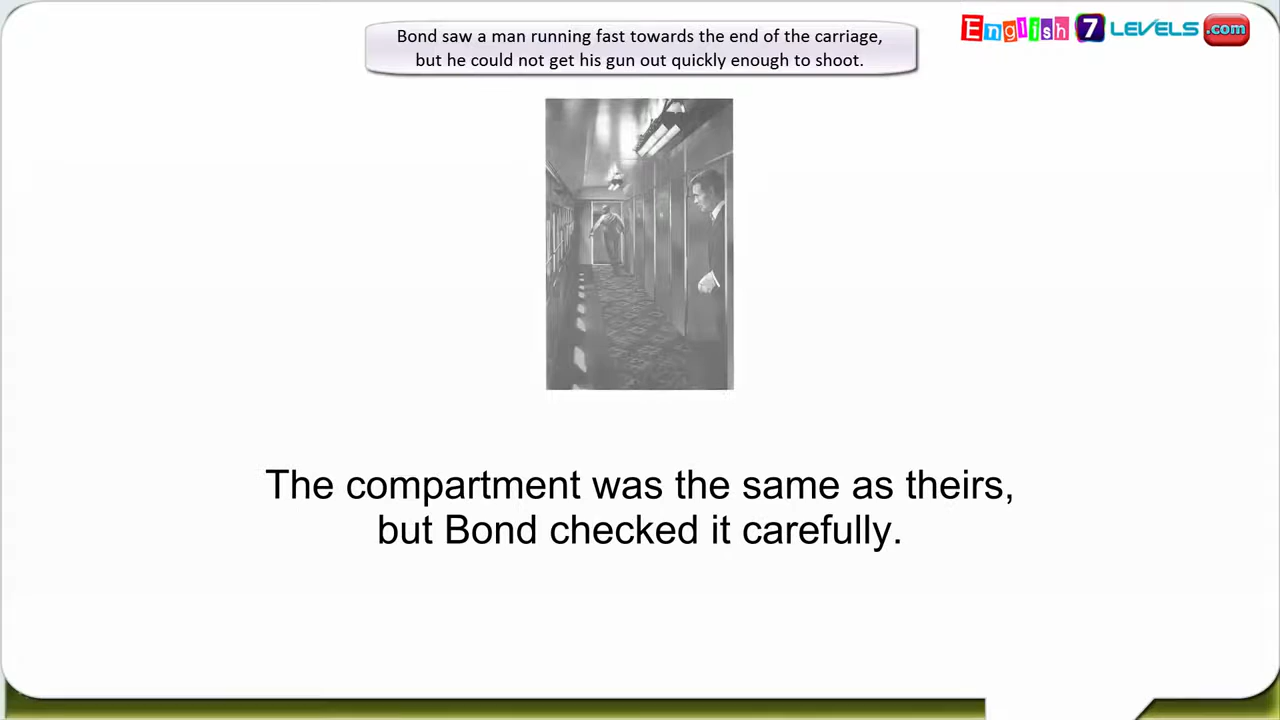 Bond saw a man running fast towards the end of the carriage,
but he could not get his gun out quickly enough to shoot.
English 7 LEVELS .com
The compartment was the same as theirs,
but Bond checked it carefully.